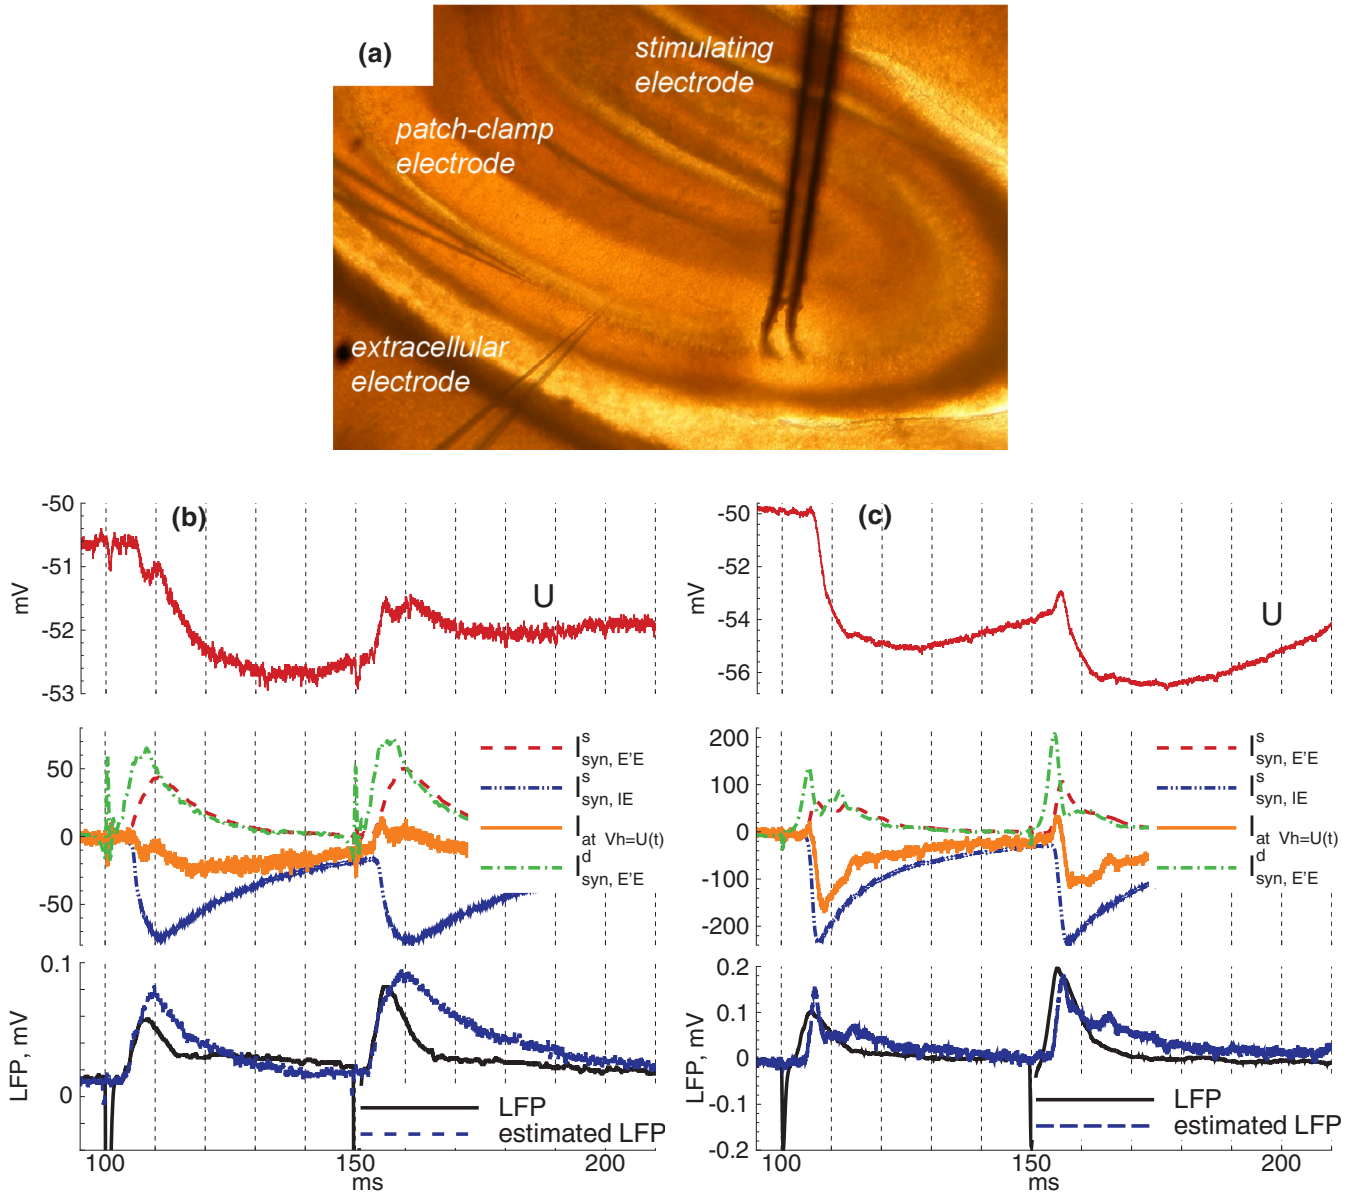 (a)
stimulating
electrode
patch-clamp
electrode
extracellular
electrode
(b)
-50
-51
-52
-53
mV
U
(c)
-50
-52
-54
-56
mV
U
50
0
-50
I^s_syn, E'E
I^s_syn, IE
I_at Vh=U(t)
I^d_syn, E'E
200
100
0
-100
-200
I^s_syn, E'E
I^s_syn, IE
I_at Vh=U(t)
I^d_syn, E'E
0.1
0
LFP, mV
LFP
estimated LFP
100
150
200
ms
0.2
0.1
0
-0.1
-0.2
LFP, mV
LFP
estimated LFP
100
150
200
ms